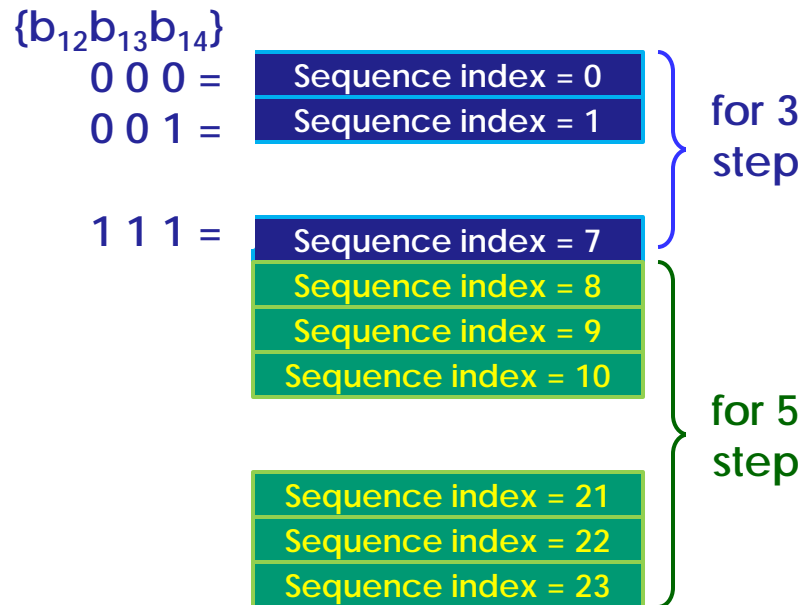 {b₁₂b₁₃b₁₄}
0 0 0 =
Sequence index = 0
0 0 1 =
Sequence index = 1
for 3
step
1 1 1 =
Sequence index = 7
Sequence index = 8
Sequence index = 9
Sequence index = 10
for 5
step
Sequence index = 21
Sequence index = 22
Sequence index = 23